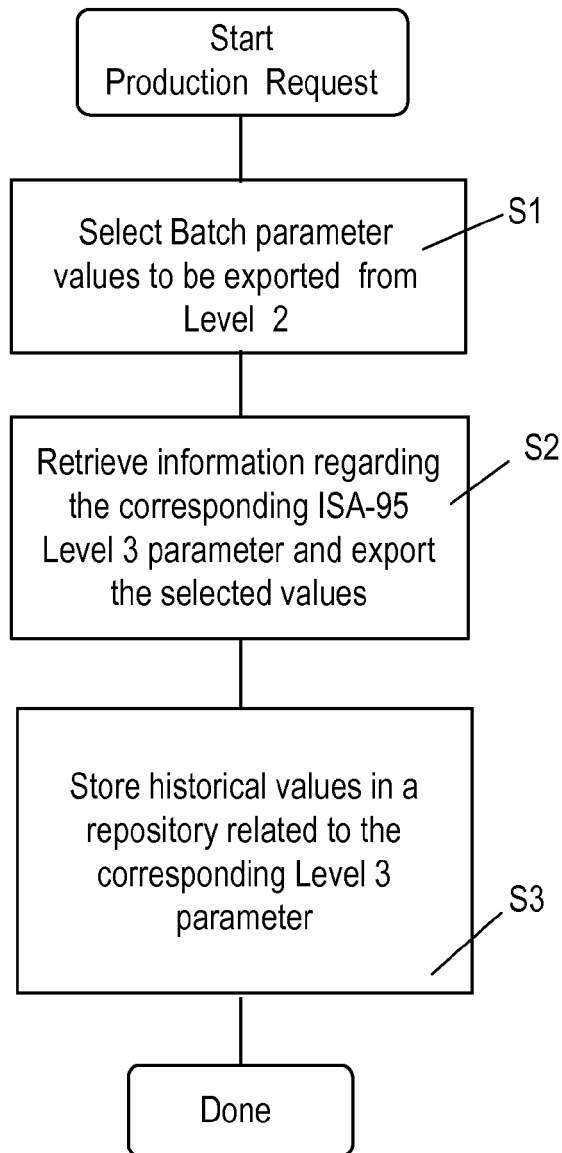 Start
Production Request
Select Batch parameter
values to be exported from
Level 2
S1
Retrieve information regarding
the corresponding ISA-95
Level 3 parameter and export
the selected values
S2
Store historical values in a
repository related to the
corresponding Level 3
parameter
S3
Done